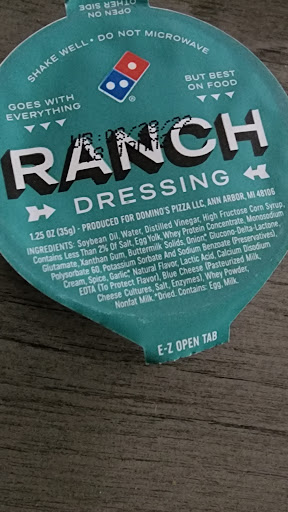 OPEN ON
OTHER SIDE
SHAKE WELL • DO NOT MICROWAVE
GOES WITH
EVERYTHING
BUT BEST
ON FOOD
RANCH
DRESSING
1.25 OZ (35g) - PRODUCED FOR DOMINO'S PIZZA LLC, ANN ARBOR, MI 48106
INGREDIENTS: Soybean Oil, Water, Distilled Vinegar, High Fructose Corn Syrup,
Contains Less Than 2% Of Salt, Egg Yolk, Whey Protein Concentrate, Monosodium
Glutamate, Xanthan Gum, Buttermilk Solids, Onion,* Glucono-Delta-Lactone,
Polysorbate 60, Potassium Sorbate And Sodium Benzoate (Preservatives),
Cream, Spice, Garlic,* Natural Flavor, Lactic Acid, Calcium Disodium
EDTA (To Protect Flavor), Blue Cheese (Pasteurized Milk,
Cheese Cultures, Salt, Enzymes), Whey Powder,
Nonfat Milk. *Dried. Contains: Egg, Milk.
E-Z OPEN TAB